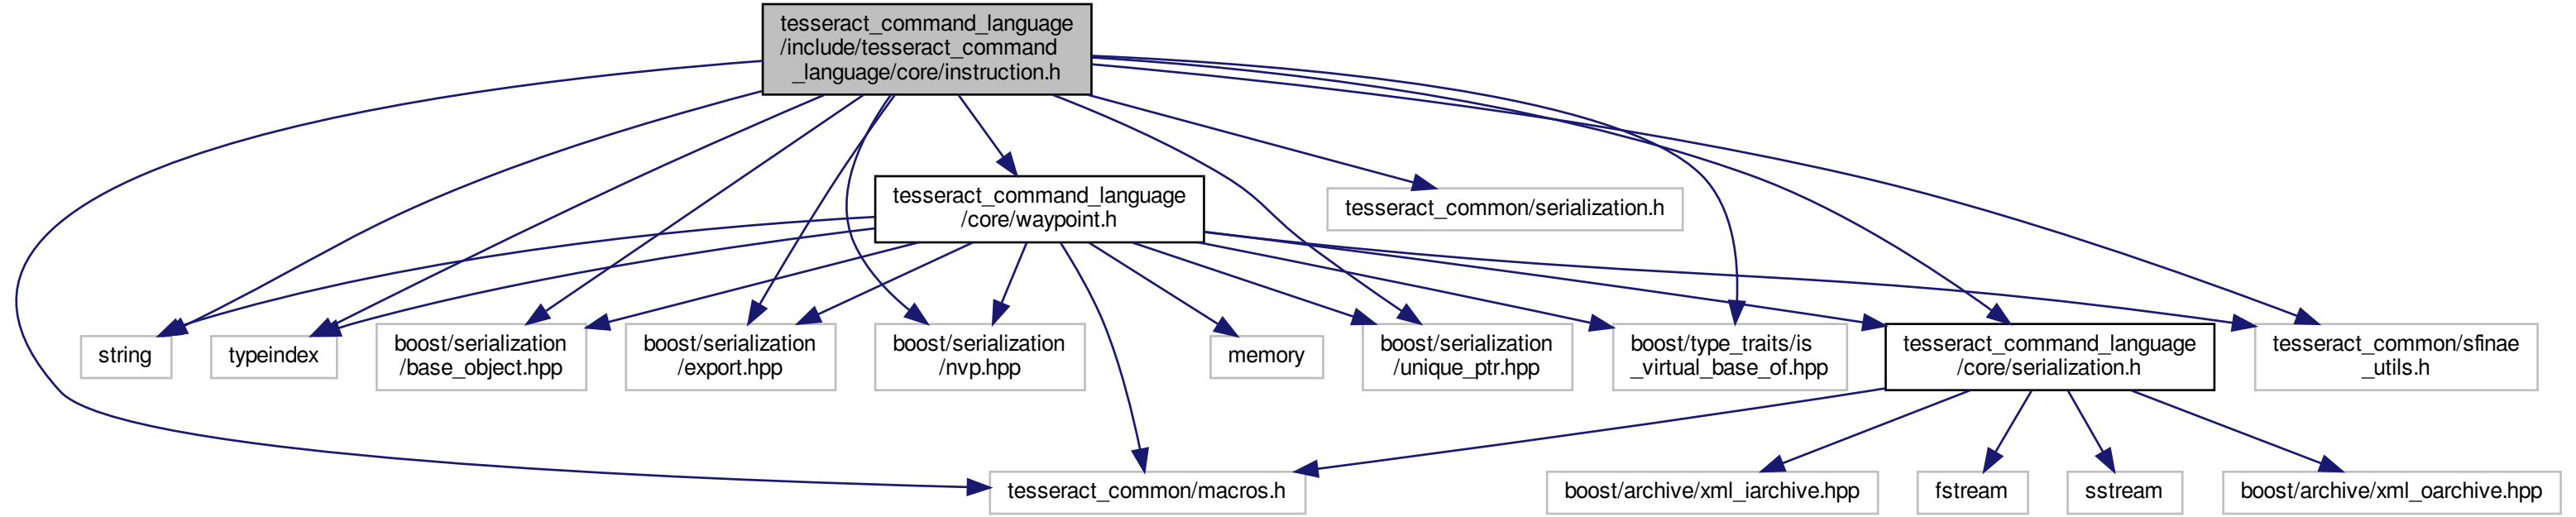 tesseract_command_language
/include/tesseract_command
_language/core/instruction.h
tesseract_command_language
/core/waypoint.h
tesseract_common/serialization.h
string
typeindex
boost/serialization
/base_object.hpp
boost/serialization
/export.hpp
boost/serialization
/nvp.hpp
memory
boost/serialization
/unique_ptr.hpp
boost/type_traits/is
_virtual_base_of.hpp
tesseract_command_language
/core/serialization.h
tesseract_common/sfinae
_utils.h
tesseract_common/macros.h
boost/archive/xml_iarchive.hpp
fstream
sstream
boost/archive/xml_oarchive.hpp